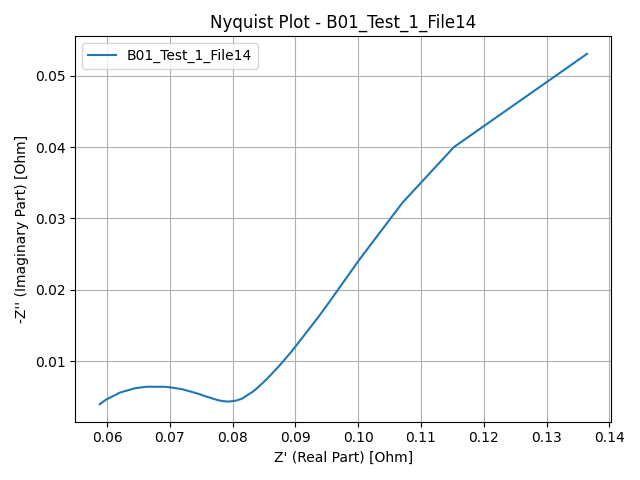 Nyquist Plot - B01_Test_1_File14
B01_Test_1_File14
-Z'' (Imaginary Part) [Ohm]
0.05
0.04
0.03
0.02
0.01
0.06 0.07 0.08 0.09 0.10 0.11 0.12 0.13 0.14
Z' (Real Part) [Ohm]